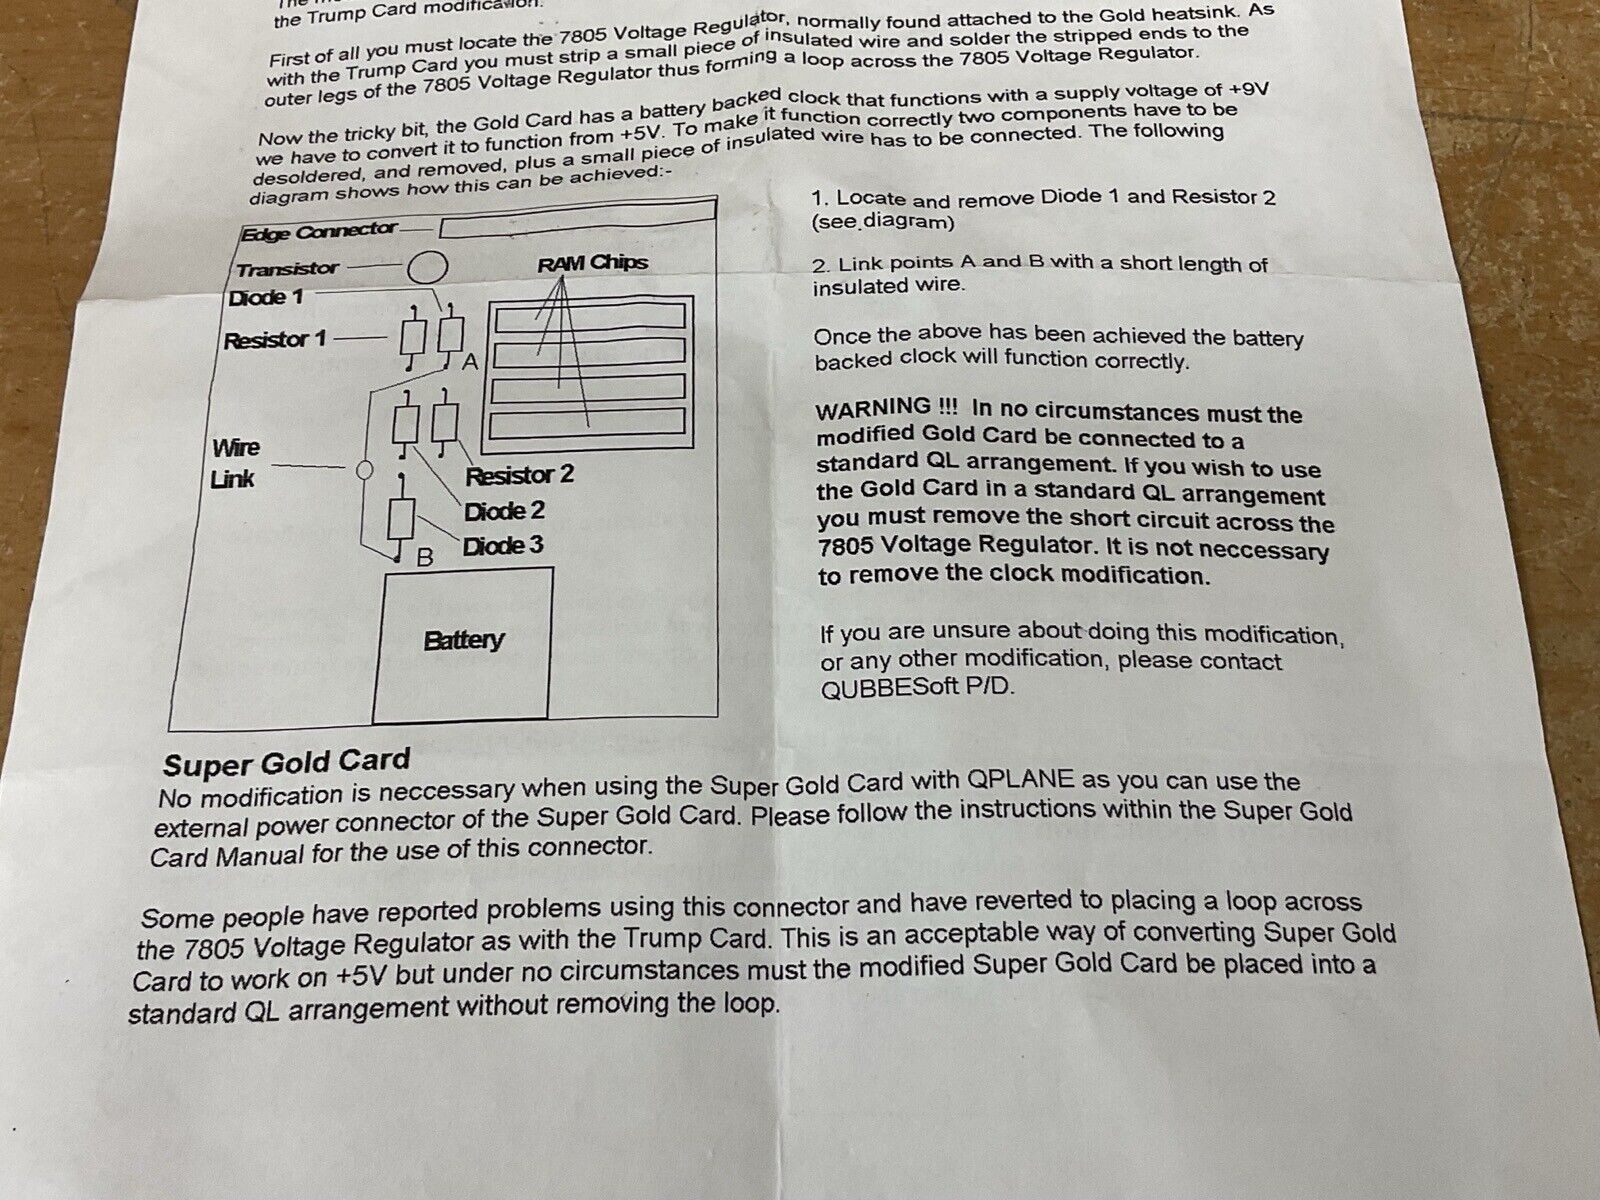 the Trump Card modification.
First of all you must locate the 7805 Voltage Regulator, normally found attached to the Gold heatsink. As
with the Trump Card you must strip a small piece of insulated wire and solder the stripped ends to the
outer legs of the 7805 Voltage Regulator thus forming a loop across the 7805 Voltage Regulator.
Now the tricky bit, the Gold Card has a battery backed clock that functions with a supply voltage of +9V
we have to convert it to function from +5V. To make it function correctly two components have to be
desoldered, and removed, plus a small piece of insulated wire has to be connected. The following
diagram shows how this can be achieved:-
Edge Connector
Transistor
RAM Chips
Diode 1
Resistor 1
A
Wire
Link
Resistor 2
Diode 2
Diode 3
B
Battery
1. Locate and remove Diode 1 and Resistor 2
(see diagram)
2. Link points A and B with a short length of
insulated wire.
Once the above has been achieved the battery
backed clock will function correctly.
WARNING !!! In no circumstances must the
modified Gold Card be connected to a
standard QL arrangement. If you wish to use
the Gold Card in a standard QL arrangement
you must remove the short circuit across the
7805 Voltage Regulator. It is not neccessary
to remove the clock modification.
If you are unsure about doing this modification,
or any other modification, please contact
QUBBESoft P/D.
Super Gold Card
No modification is neccessary when using the Super Gold Card with QPLANE as you can use the
external power connector of the Super Gold Card. Please follow the instructions within the Super Gold
Card Manual for the use of this connector.
Some people have reported problems using this connector and have reverted to placing a loop across
the 7805 Voltage Regulator as with the Trump Card. This is an acceptable way of converting Super Gold
Card to work on +5V but under no circumstances must the modified Super Gold Card be placed into a
standard QL arrangement without removing the loop.